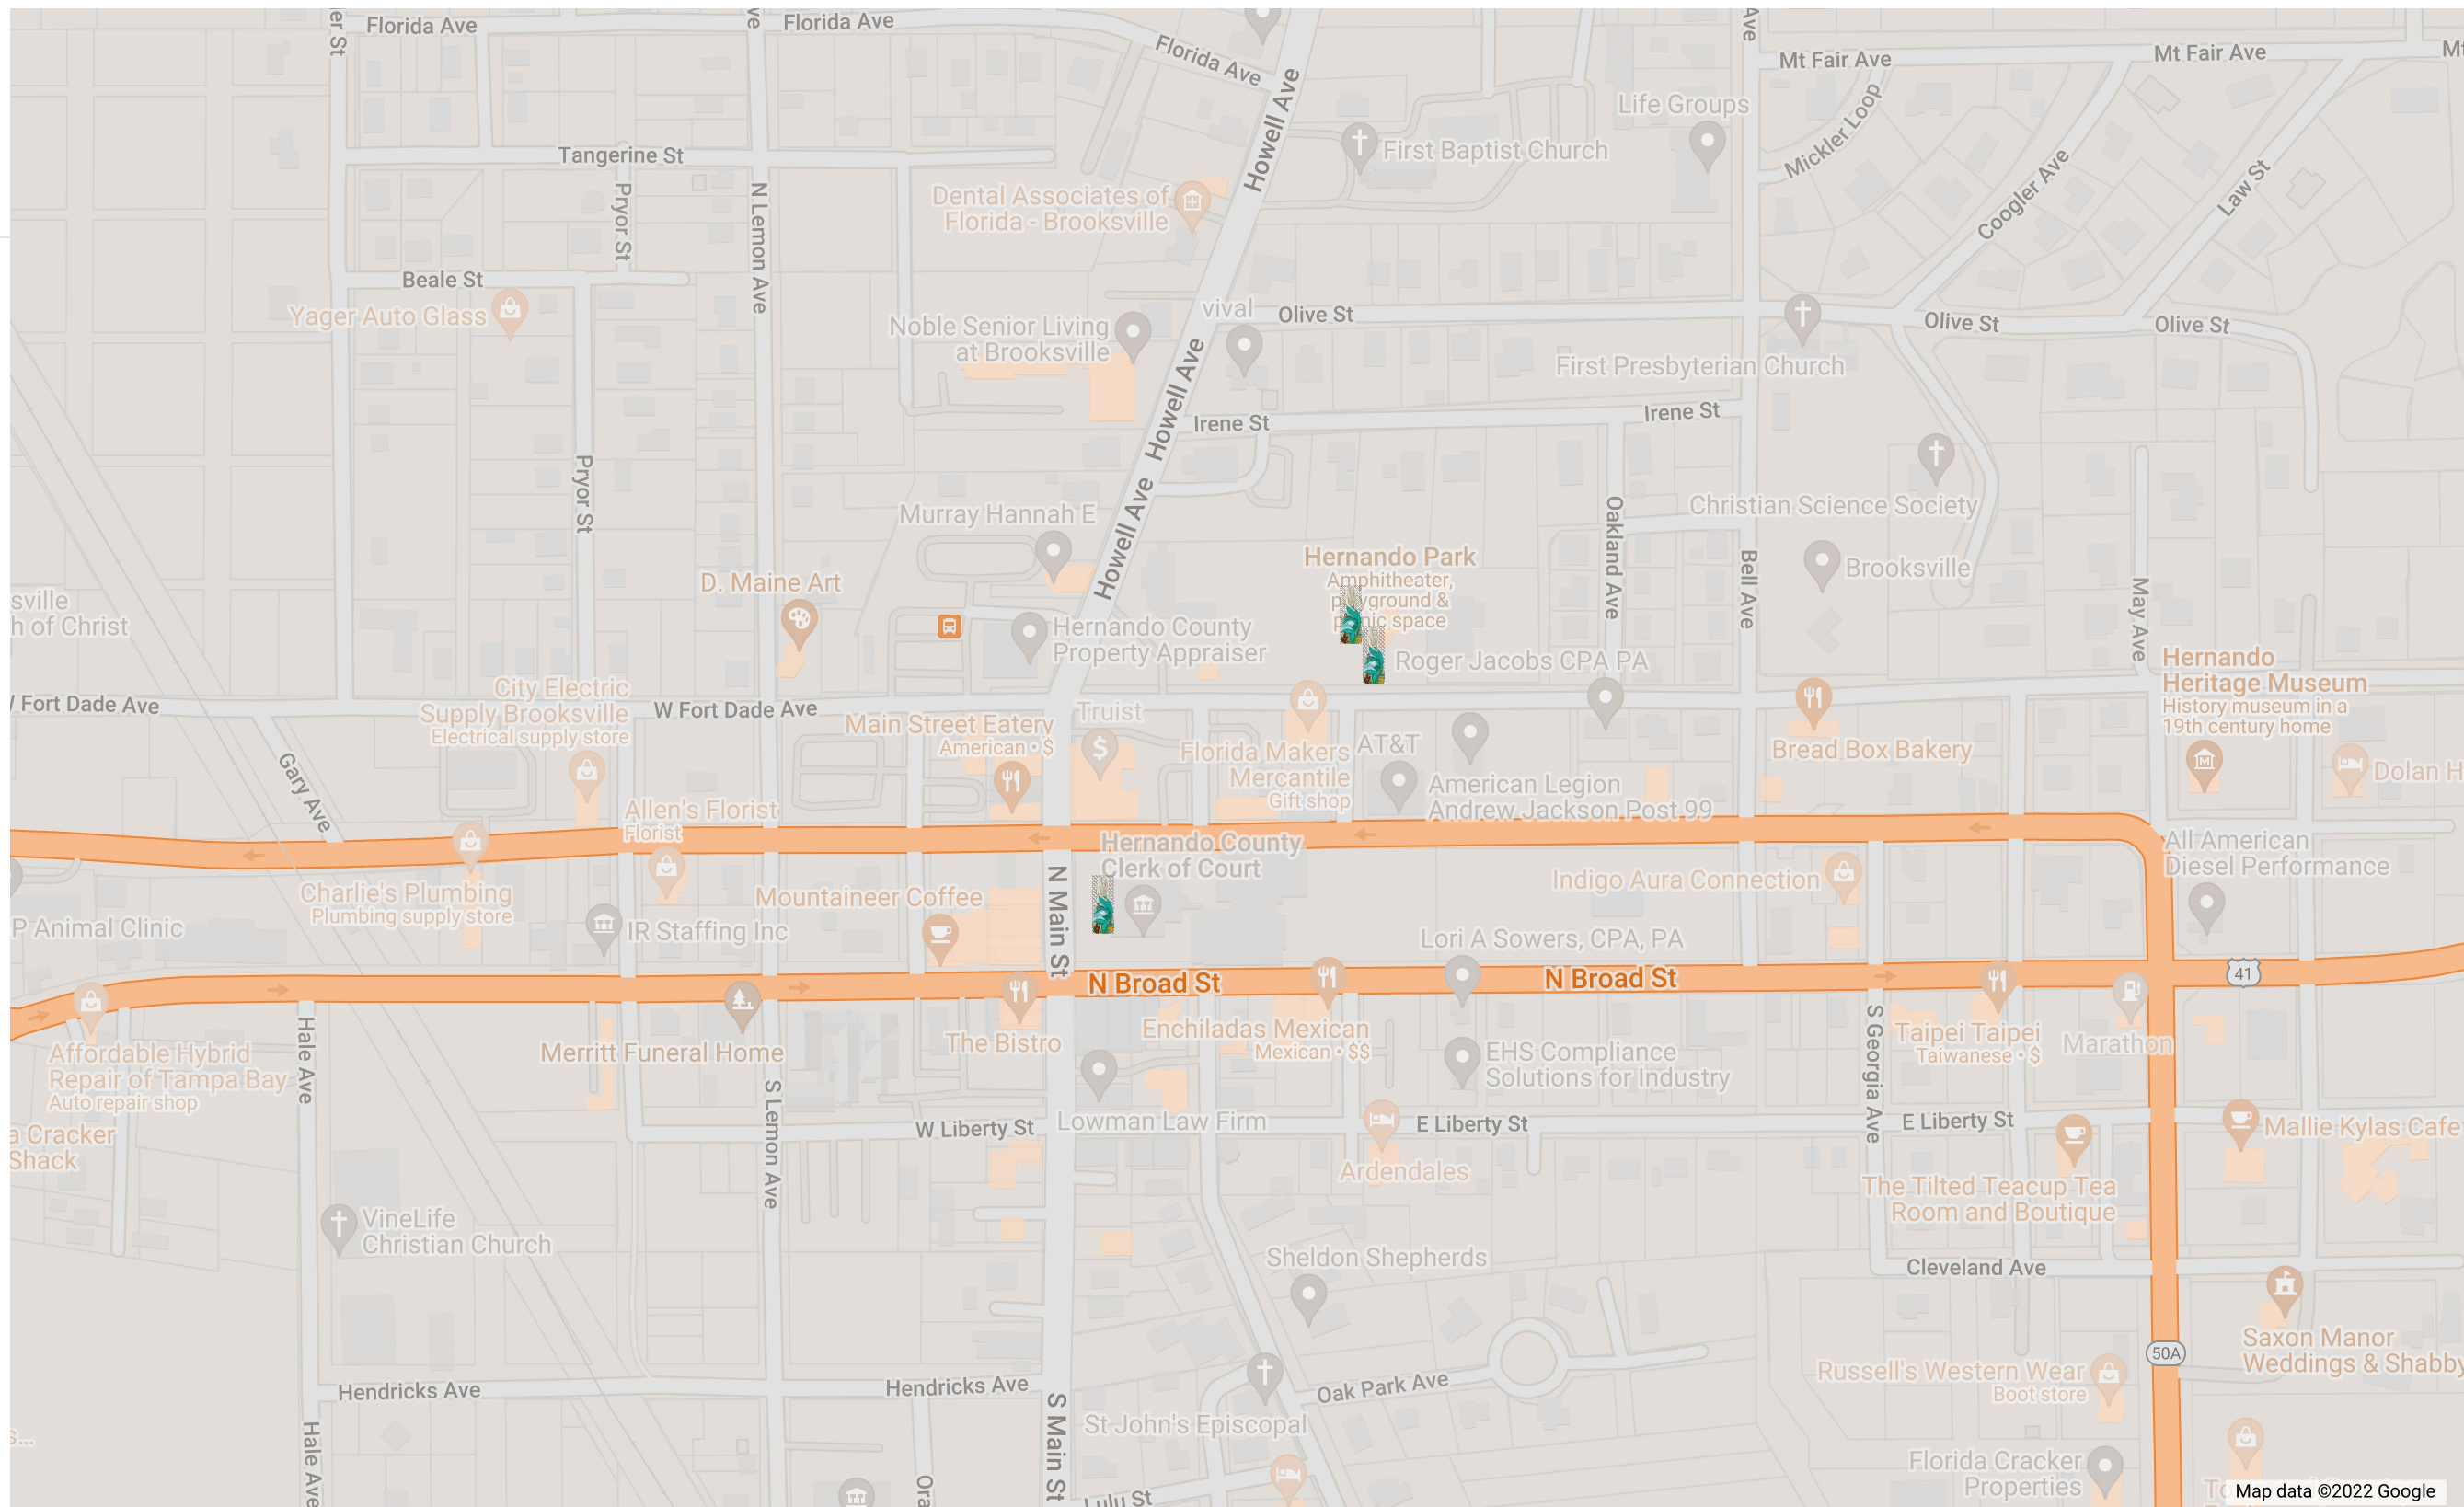 Florida Ave
Florida Ave
Florida Ave
Howell Ave
Mt Fair Ave
Mt Fair Ave
Mickler Loop
Life Groups
First Baptist Church
Coogler Ave
Law St
Tangerine St
Pryor St
N Lemon Ave
Dental Associates of
Florida - Brooksville
Beale St
Yager Auto Glass
vival
Olive St
Olive St
Olive St
Noble Senior Living
at Brooksville
Howell Ave
First Presbyterian Church
Irene St
Irene St
Pryor St
Murray Hannah E
Howell Ave
Oakland Ave
Christian Science Society
Bell Ave
Brooksville
May Ave
D. Maine Art
Hernando Park
Amphitheater,
playground &
picnic space
sville
h of Christ
Hernando County
Property Appraiser
Roger Jacobs CPA PA
Hernando
Heritage Museum
History museum in a
19th century home
Fort Dade Ave
City Electric
Supply Brooksville
Electrical supply store
W Fort Dade Ave
Main Street Eatery
American • $
Truist
Florida Makers
Mercantile
Gift shop
AT&T
American Legion
Andrew Jackson Post 99
Bread Box Bakery
Dolan H
Gary Ave
Allen's Florist
Florist
Hernando County
Clerk of Court
All American
Diesel Performance
Charlie's Plumbing
Plumbing supply store
Mountaineer Coffee
N Main St
Indigo Aura Connection
P Animal Clinic
IR Staffing Inc
Lori A Sowers, CPA, PA
N Broad St
N Broad St
41
Hale Ave
Affordable Hybrid
Repair of Tampa Bay
Auto repair shop
Merritt Funeral Home
The Bistro
Enchiladas Mexican
Mexican • $$
EHS Compliance
Solutions for Industry
S Georgia Ave
Taipei Taipei
Taiwanese • $
Marathon
S Lemon Ave
W Liberty St
Lowman Law Firm
E Liberty St
E Liberty St
Mallie Kylas Cafe
a Cracker
Shack
Ardendales
The Tilted Teacup Tea
Room and Boutique
VineLife
Christian Church
Sheldon Shepherds
Cleveland Ave
Saxon Manor
Weddings & Shabby
50A
Russell's Western Wear
Boot store
Hendricks Ave
Hendricks Ave
Oak Park Ave
S Main St
St John's Episcopal
Hale Ave
Florida Cracker
Properties
Lulu St
Map data ©2022 Google